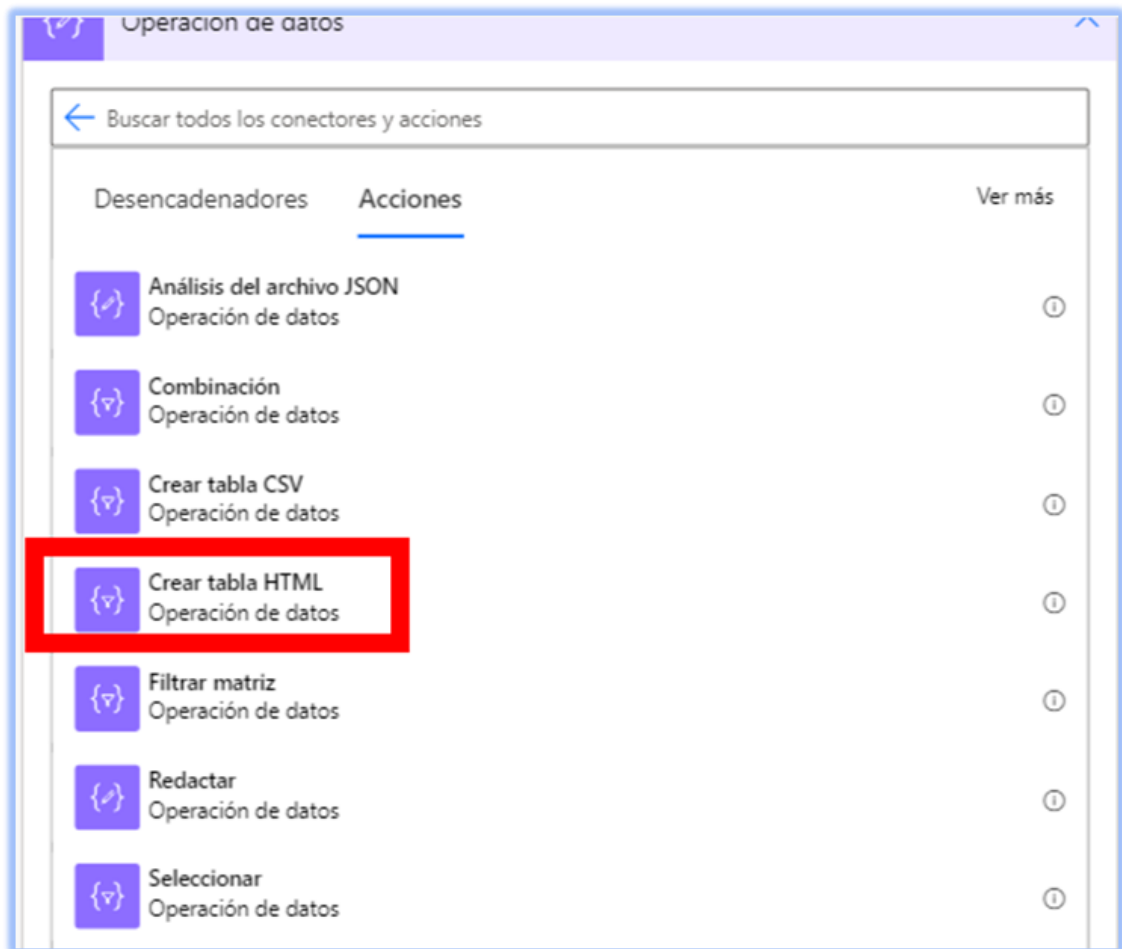 Operación de datos
Buscar todos los conectores y acciones
Desencadenadores Acciones Ver más
Análisis del archivo JSON
Operación de datos
Combinación
Operación de datos
Crear tabla CSV
Operación de datos
Crear tabla HTML
Operación de datos
Filtrar matriz
Operación de datos
Redactar
Operación de datos
Seleccionar
Operación de datos